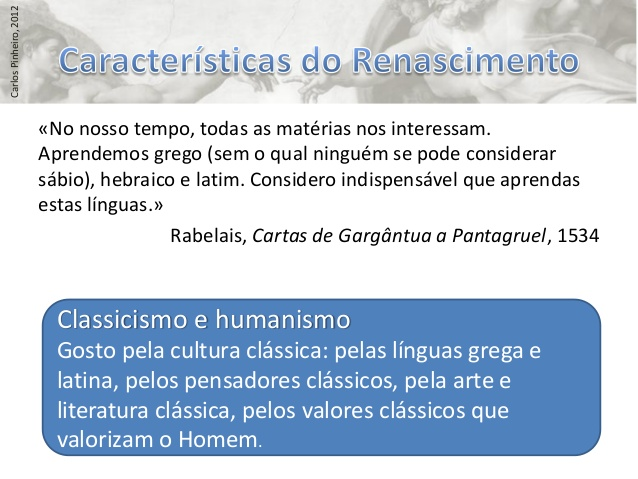 Carlos Pinheiro, 2012
Características do Renascimento
«No nosso tempo, todas as matérias nos interessam.
Aprendemos grego (sem o qual ninguém se pode considerar
sábio), hebraico e latim. Considero indispensável que aprendas
estas línguas.»
Rabelais, Cartas de Gargântua a Pantagruel, 1534
Classicismo e humanismo
Gosto pela cultura clássica: pelas línguas grega e
latina, pelos pensadores clássicos, pela arte e
literatura clássica, pelos valores clássicos que
valorizam o Homem.